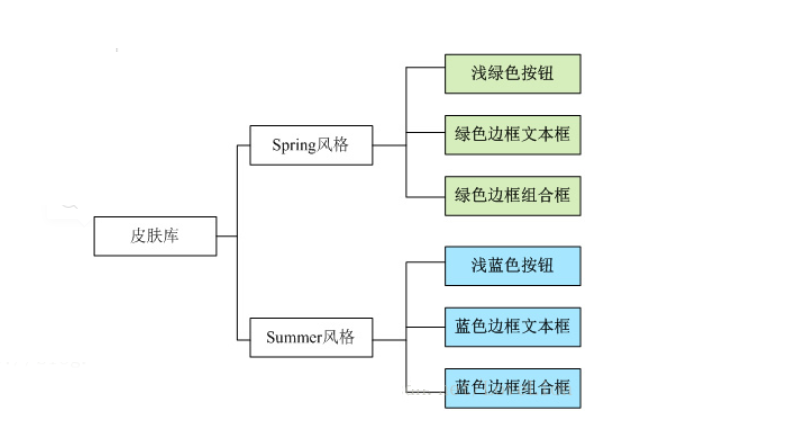 浅绿色按钮
Spring风格
绿色边框文本框
绿色边框组合框
皮肤库
浅蓝色按钮
Summer风格
蓝色边框文本框
蓝色边框组合框